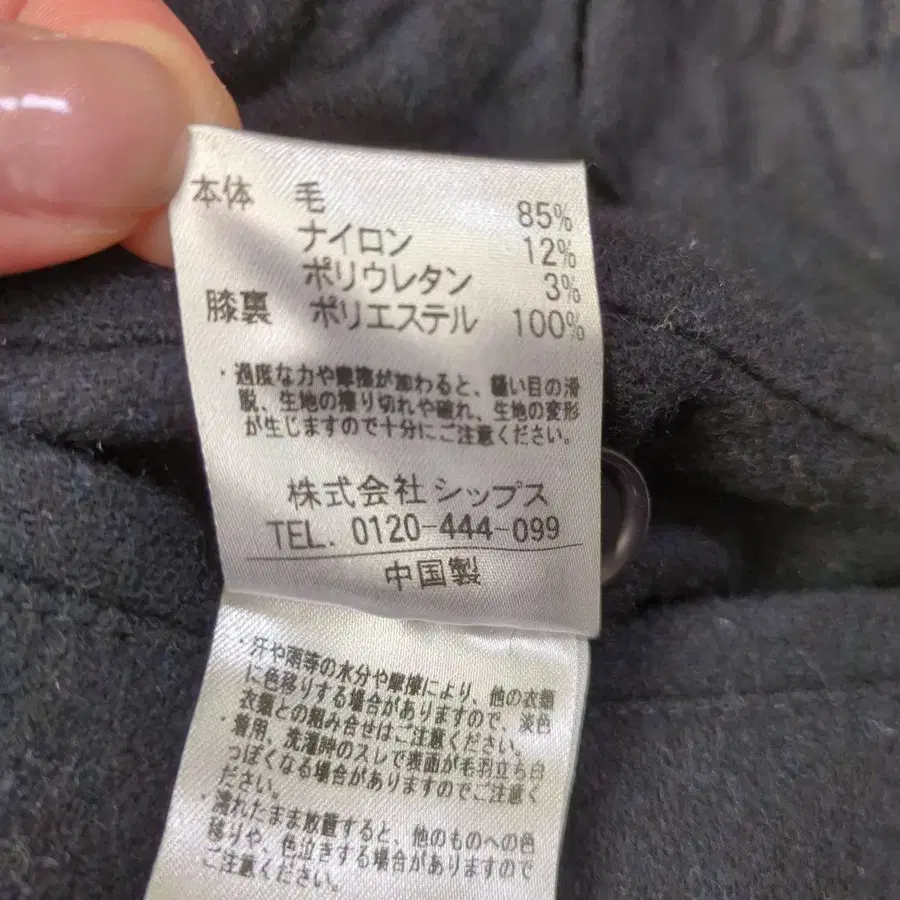 本体 毛 85%
ナイロン 12%
ポリウレタン 3%
膝裏 ポリエステル 100%
・過度な力や摩擦が加わると、縫い目の滑
脱、生地の擦り切れや破れ、生地の変形
が生じますので十分にご注意ください。
株式会社シップス
TEL. 0120-444-099
中国製
・汗や雨等の水分や摩擦により、他の衣類
に色移りする場合がありますので、淡色
衣類との組み合せはご注意ください。
・着用、洗濯時のスレで表面が毛羽立ち白
っぽくなる場合がありますのでご注意く
ださい。
・濡れたまま放置すると、他のものへの色
移りや、色泣きする場合がありますので
ご注意ください。